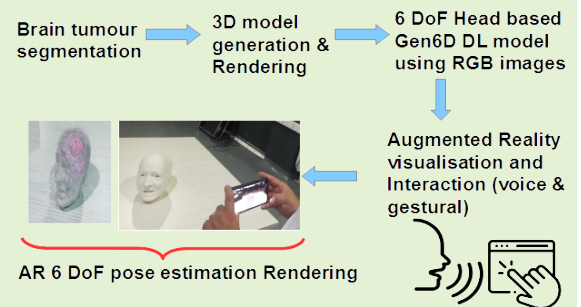 Brain tumour
segmentation
3D model
generation &
Rendering
6 DoF Head based
Gen6D DL model
using RGB images
Augmented Reality
visualisation and
Interaction (voice &
gestural)
AR 6 DoF pose estimation Rendering